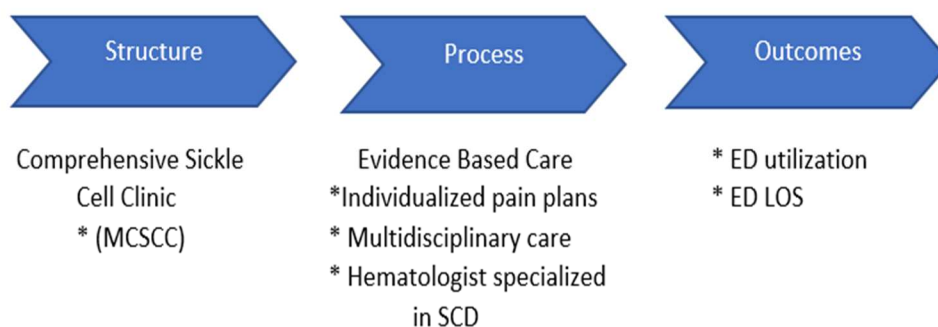 Structure
Process
Outcomes
Comprehensive Sickle
Cell Clinic
* (MCSCC)
Evidence Based Care
*Individualized pain plans
* Multidisciplinary care
* Hematologist specialized
in SCD
* ED utilization
* ED LOS